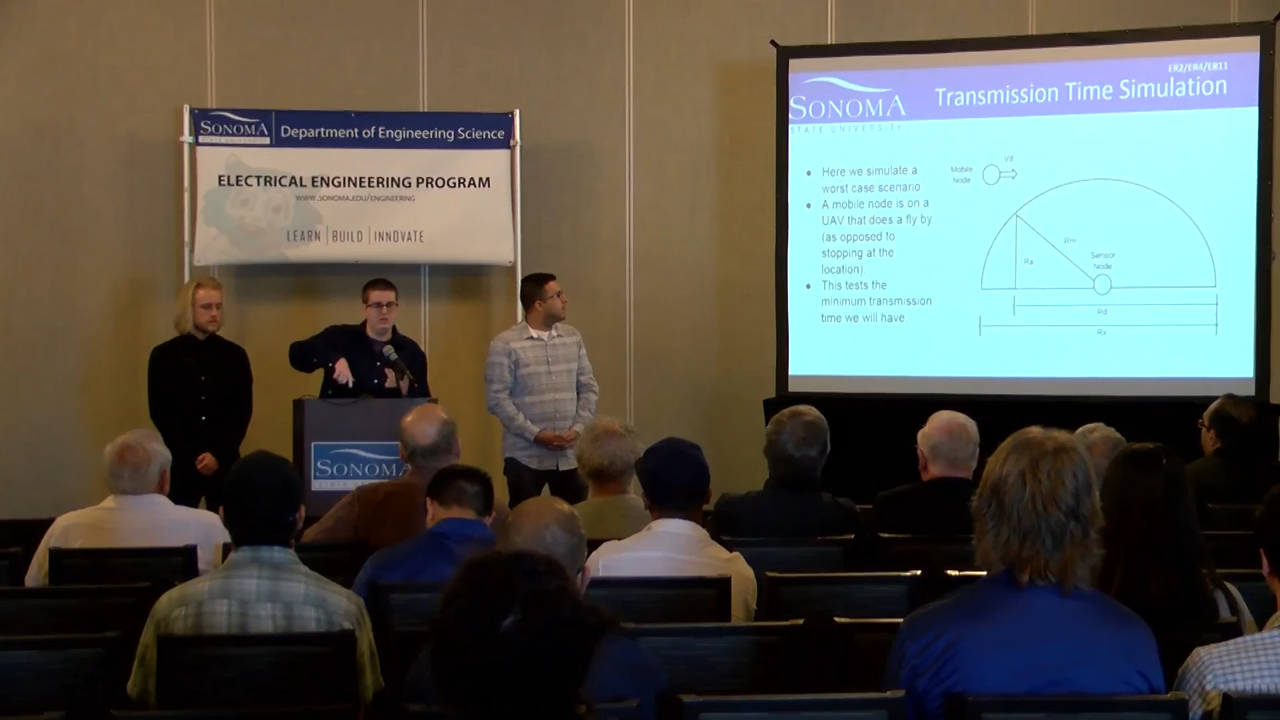 SONOMA
STATE UNIVERSITY
Department of Engineering Science
ELECTRICAL ENGINEERING PROGRAM
WWW.SONOMA.EDU/ENGINEERING
LEARN | BUILD | INNOVATE
SONOMA
STATE
ER2/ER4/ER11
SONOMA
STATE UNIVERSITY
Transmission Time Simulation
● Here we simulate a
worst case scenario
● A mobile node is on a
UAV that does a fly by
(as opposed to
stopping at the
location).
● This tests the
minimum transmission
time we will have.
Mobile
Node
Vd
Rm
Ra
Sensor
Node
Rd
Rx